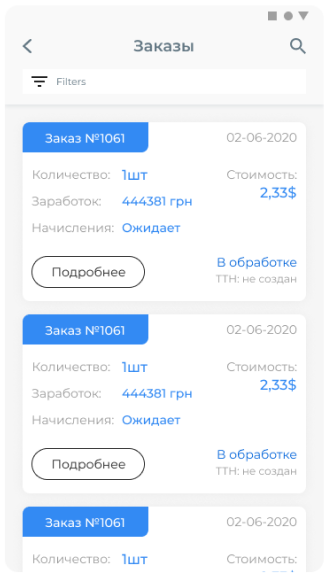 Заказы
Filters
Заказ №1061 02-06-2020
Количество: 1шт Стоимость:
2,33$
Заработок: 444381 грн
Начисления: Ожидает
Подробнее В обработке
ТТН: не создан
Заказ №1061 02-06-2020
Количество: 1шт Стоимость:
2,33$
Заработок: 444381 грн
Начисления: Ожидает
Подробнее В обработке
ТТН: не создан
Заказ №1061 02-06-2020
Количество: 1шт Стоимость: